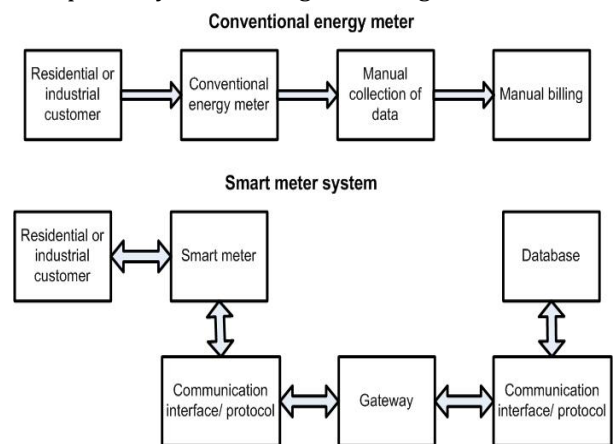 Conventional energy meter
Residential or
industrial
customer
Conventional
energy meter
Manual
collection of
data
Manual billing
Smart meter system
Residential or
industrial
customer
Smart meter
Database
Communication
interface/ protocol
Gateway
Communication
interface/ protocol